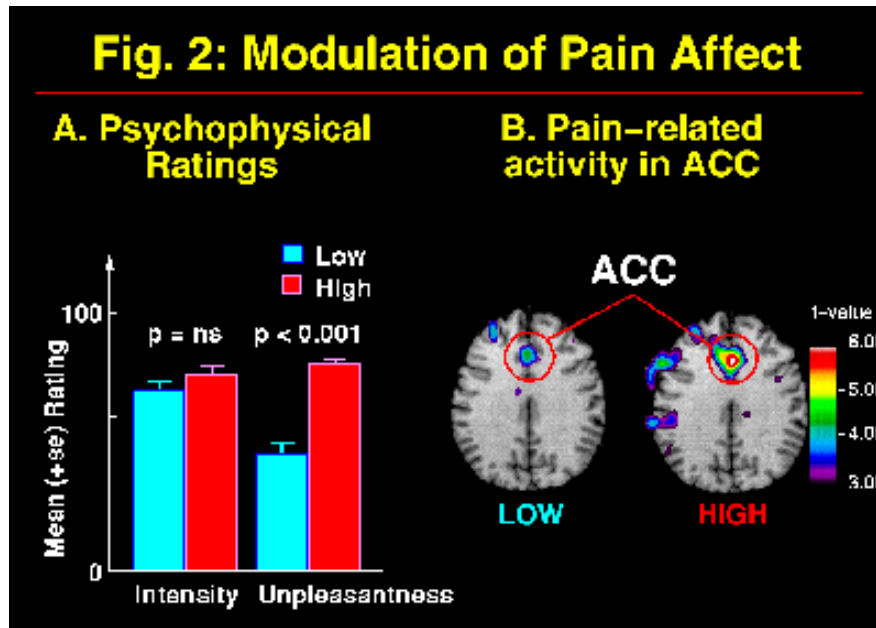 Fig. 2: Modulation of Pain Affect
A. Psychophysical
Ratings
B. Pain-related
activity in ACC
Low
High
ACC
100
p = ns
p < 0.001
Mean (+se) Rating
0
Intensity
Unpleasantness
LOW
HIGH
t-value
6.0
5.0
4.0
3.0